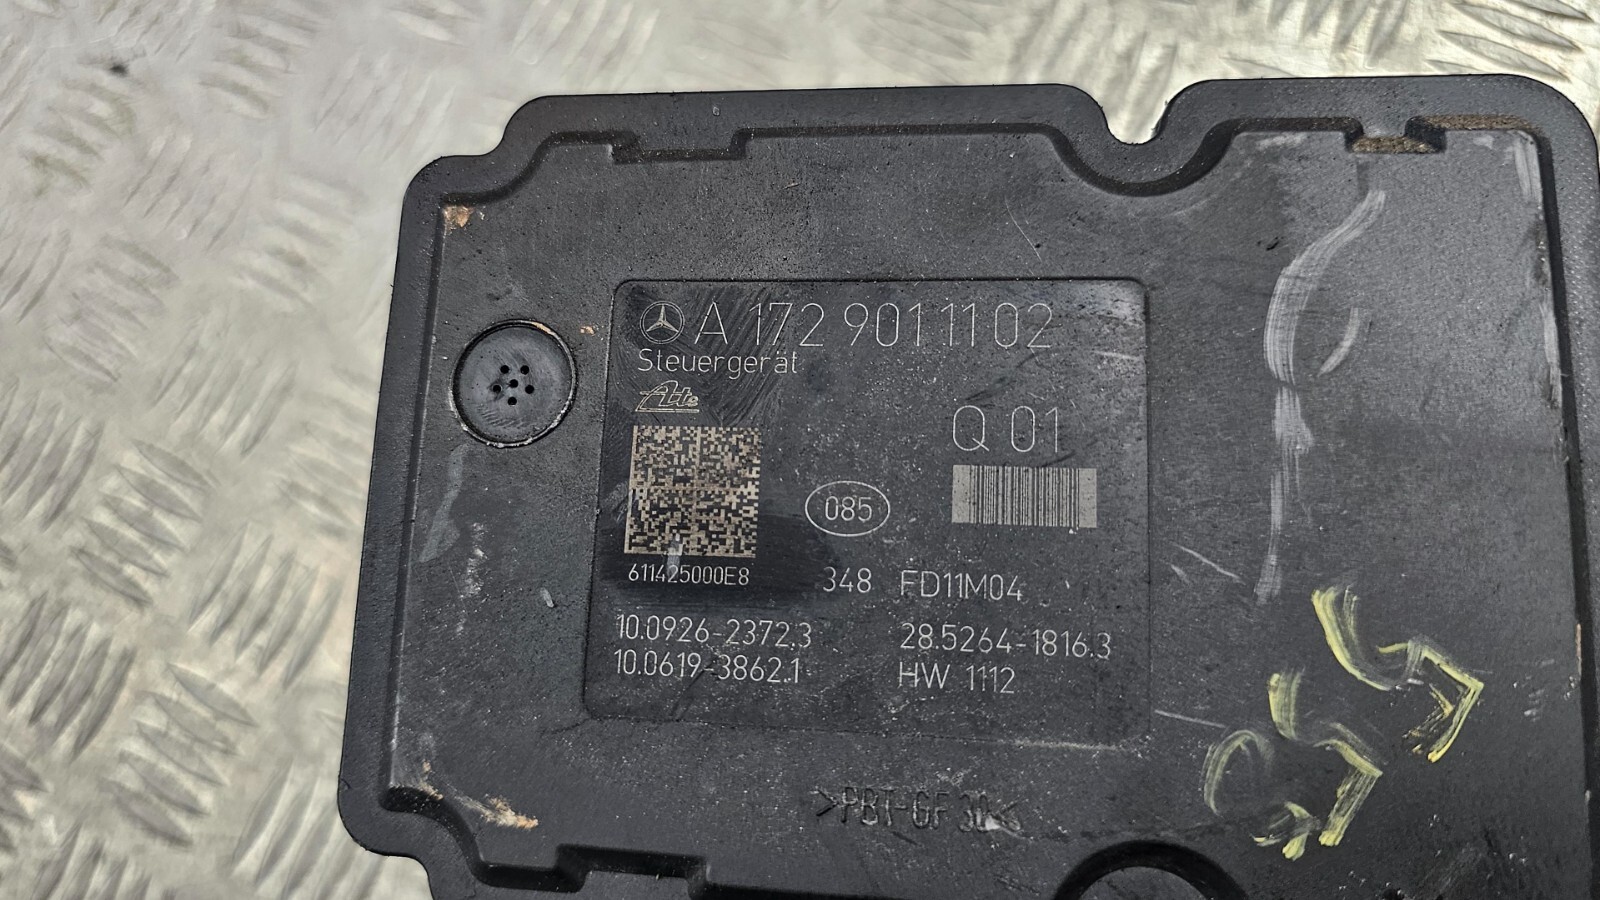 A 172 901 11 02
Steuergerät
Ate
Q 01
085
611425000E8
348 FD11M04
10.0926-2372.3 28.5264-1816.3
10.0619-3862.1 HW 1112
>PBT-GF 30<